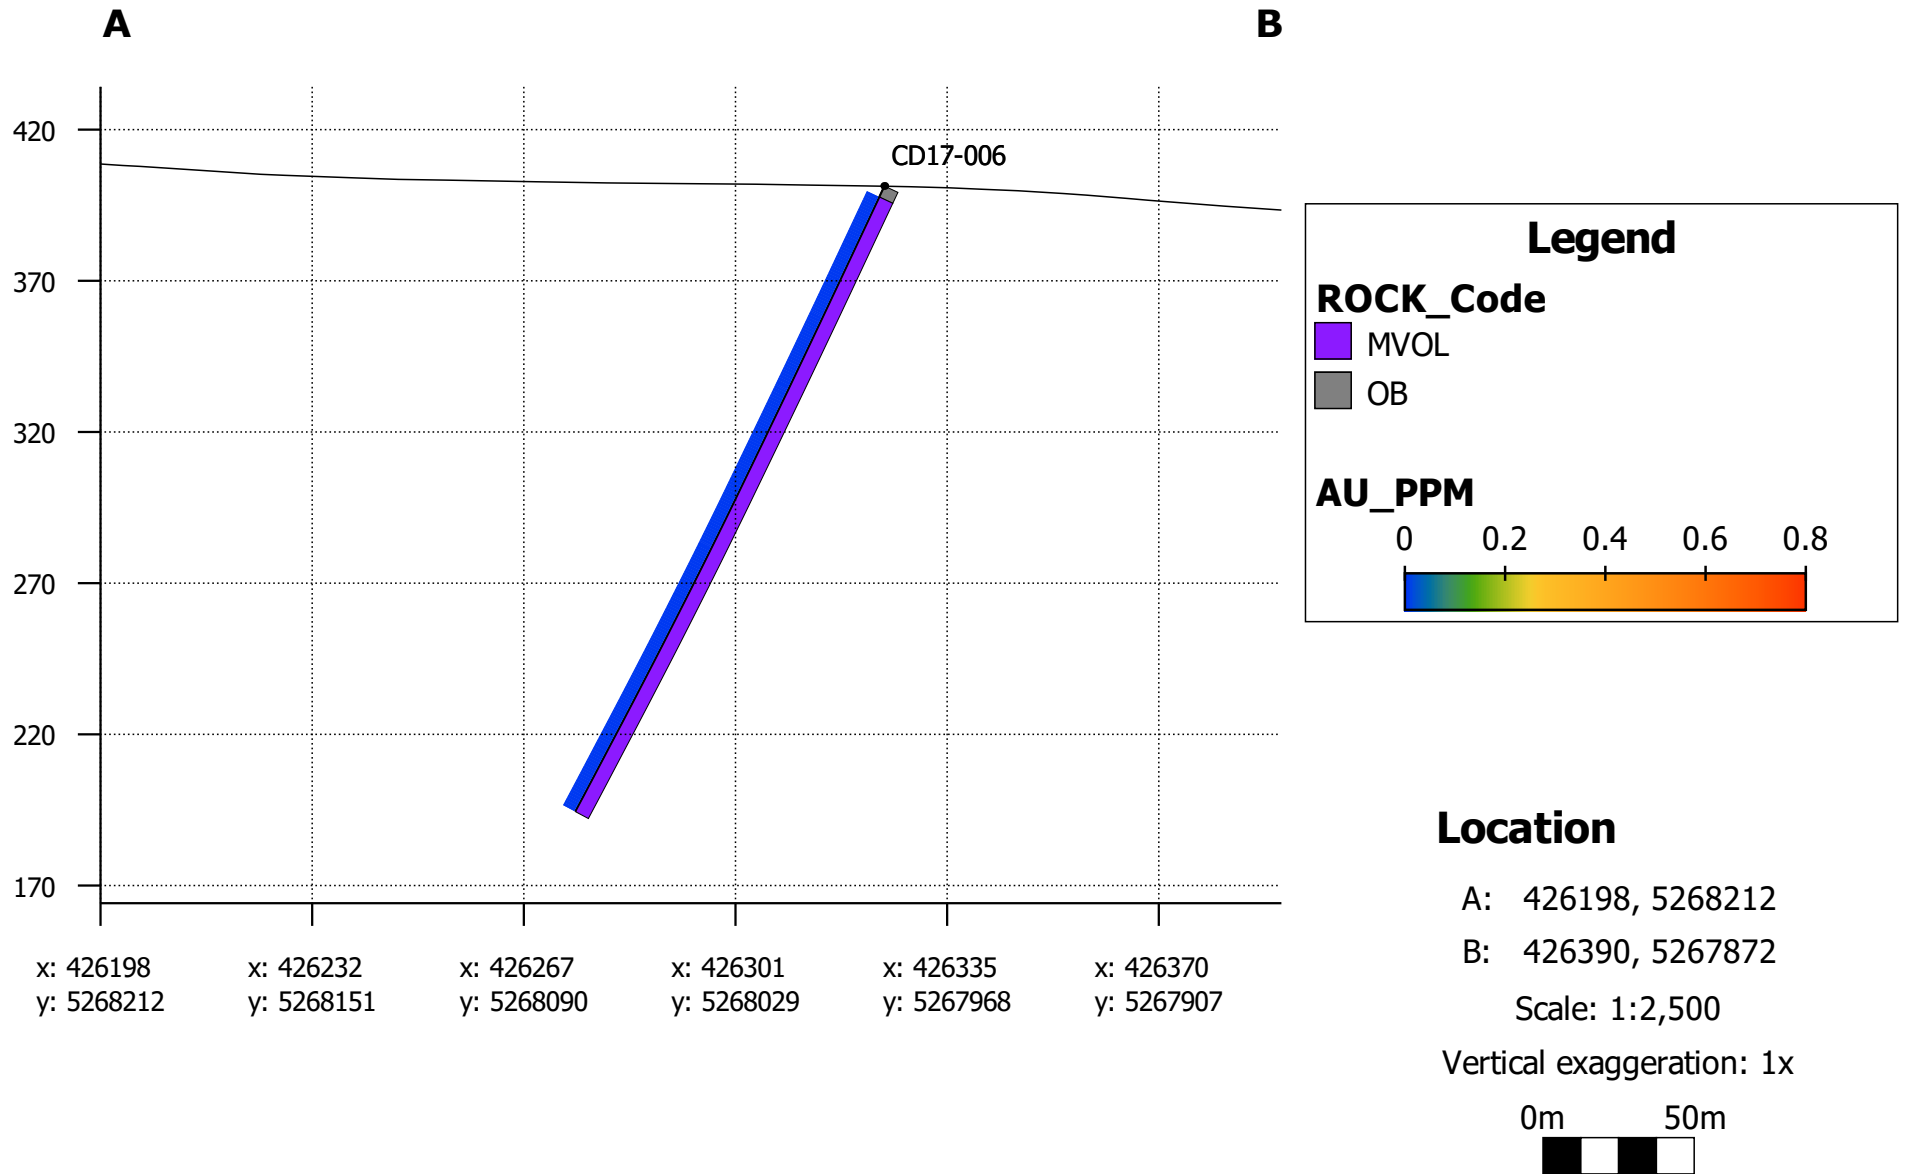 A
B
420
370
320
270
220
170
CD17-006
x: 426198
y: 5268212
x: 426232
y: 5268151
x: 426267
y: 5268090
x: 426301
y: 5268029
x: 426335
y: 5267968
x: 426370
y: 5267907
Legend
ROCK_Code
MVOL
OB
AU_PPM
0 0.2 0.4 0.6 0.8
Location
A: 426198, 5268212
B: 426390, 5267872
Scale: 1:2,500
Vertical exaggeration: 1x
0m 50m